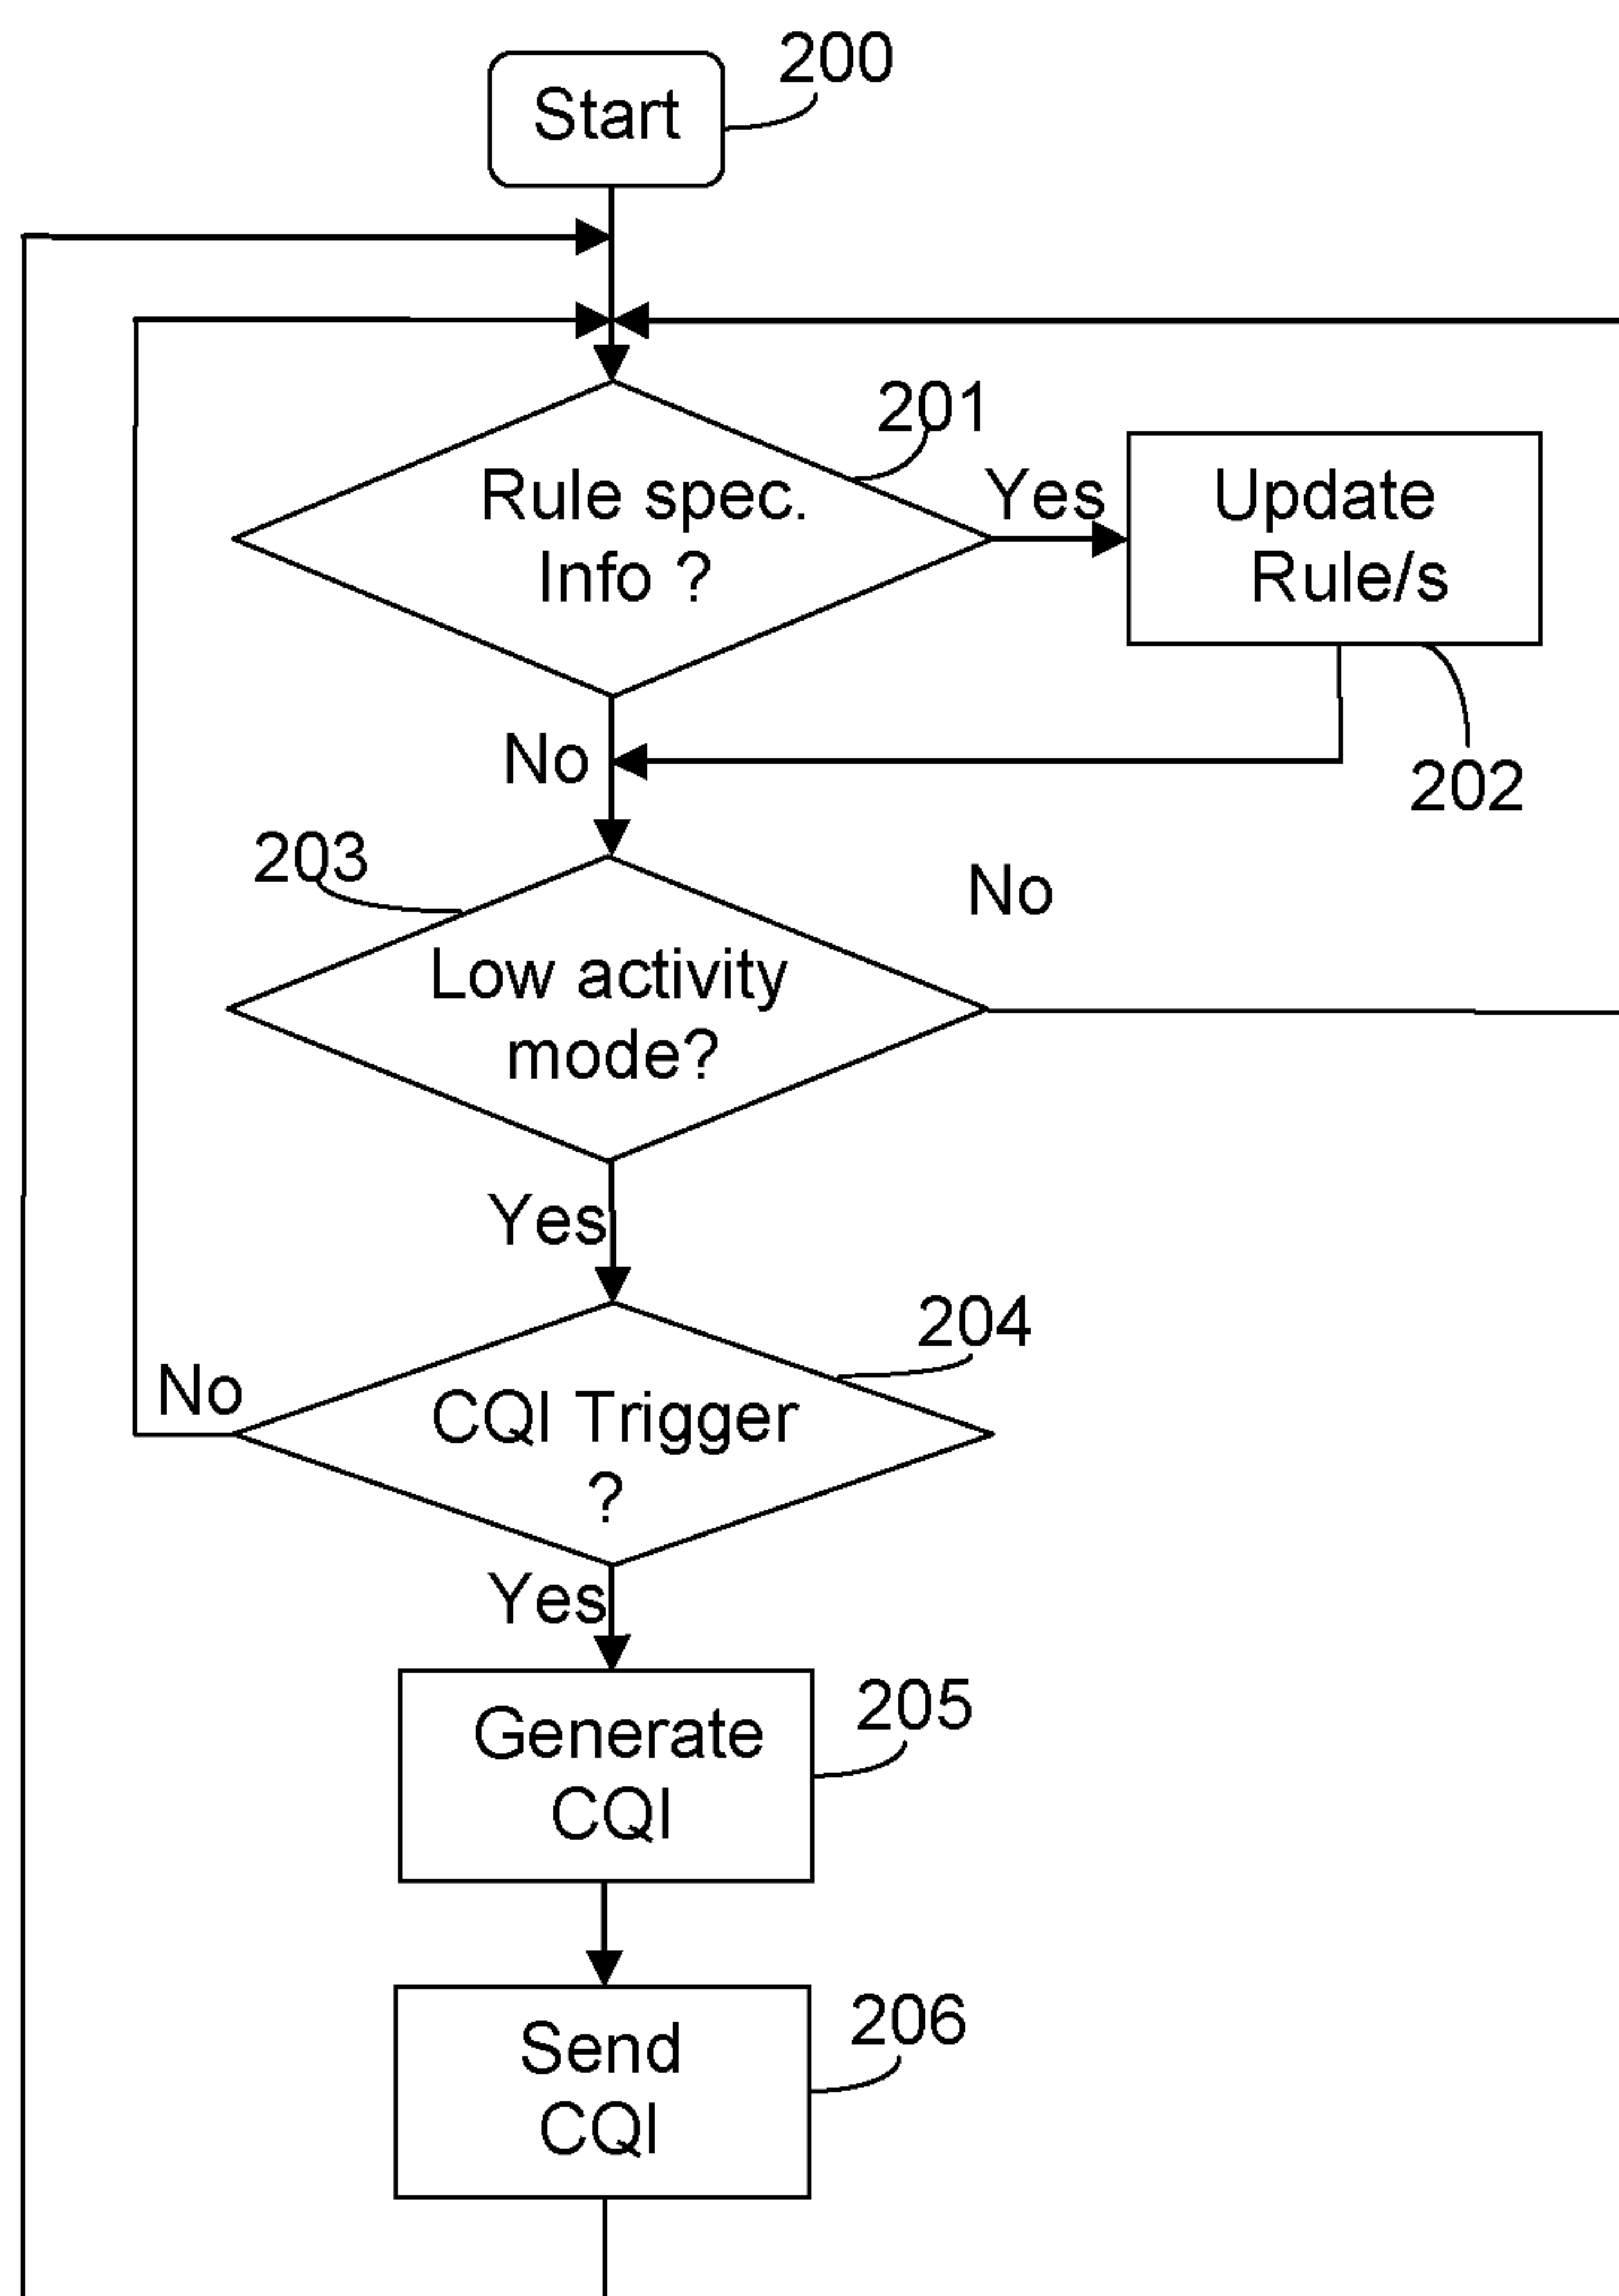 Start
200
201
Rule spec.
Info ?
Yes
Update
Rule/s
No
202
203
No
Low activity
mode?
Yes
204
No
CQI Trigger
?
Yes
205
Generate
CQI
206
Send
CQI